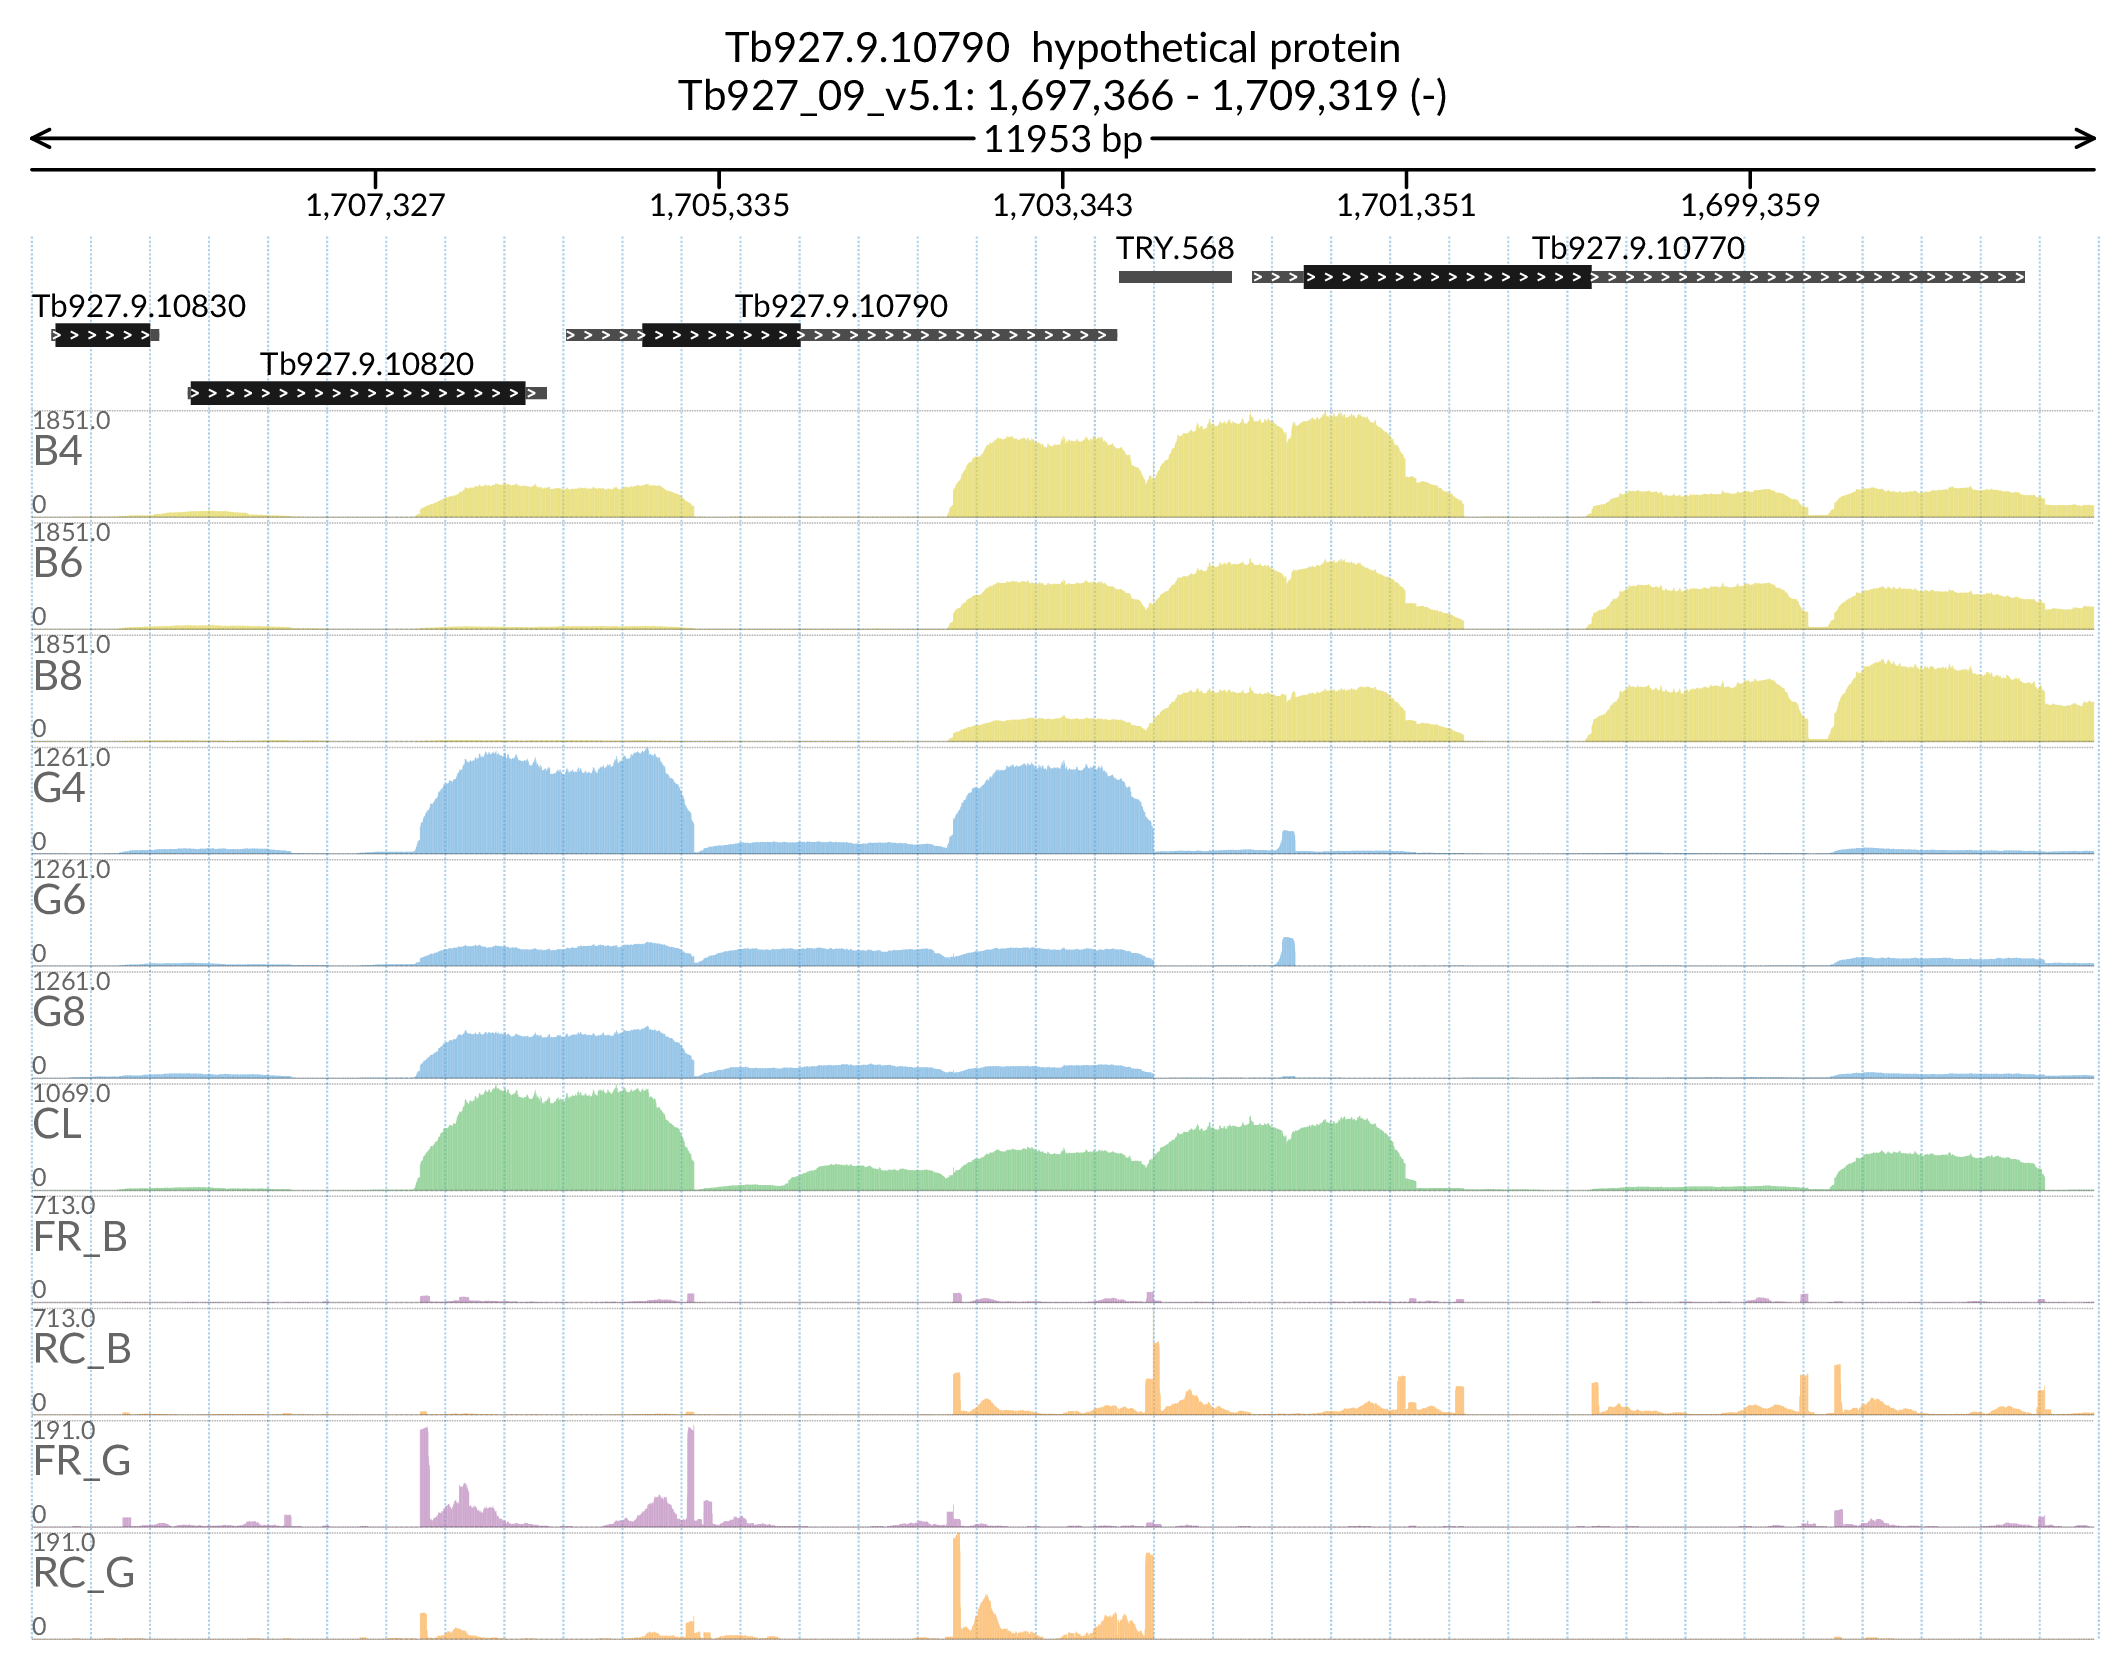 Tb927.9.10790 hypothetical protein
Tb927_09_v5.1: 1,697,366 - 1,709,319 (-)
11953 bp
1,707,327 1,705,335 1,703,343 1,701,351 1,699,359
TRY.568 Tb927.9.10770
Tb927.9.10830 Tb927.9.10790
Tb927.9.10820
1851.0
B4
0
1851.0
B6
0
1851.0
B8
0
1261.0
G4
0
1261.0
G6
0
1261.0
G8
0
1069.0
CL
0
713.0
FR_B
0
713.0
RC_B
0
191.0
FR_G
0
191.0
RC_G
0